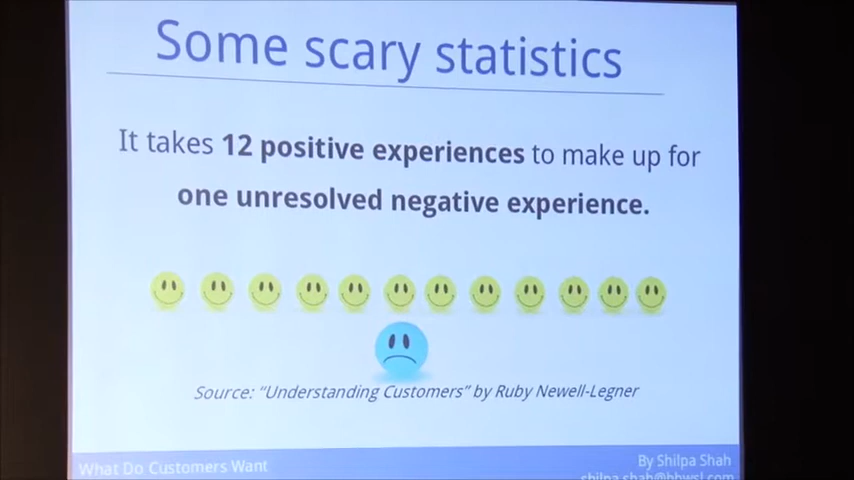 Some scary statistics
It takes 12 positive experiences to make up for
one unresolved negative experience.
Source: “Understanding Customers” by Ruby Newell-Legner
What Do Customers Want
By Shilpa Shah